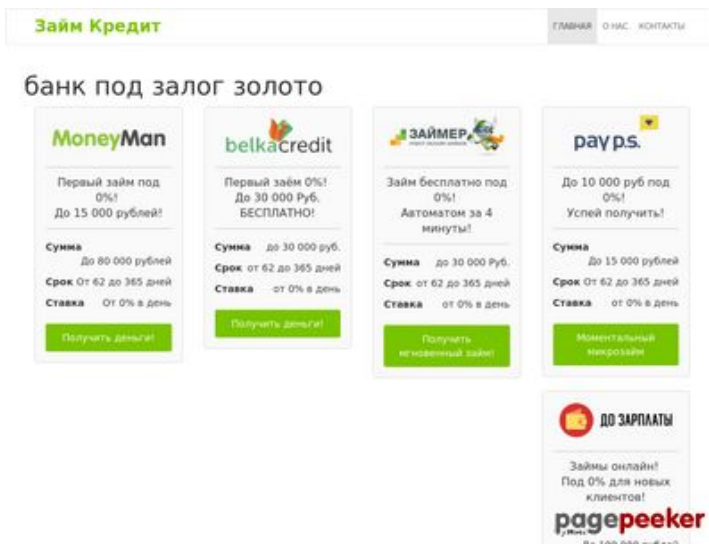 Займ Кредит
ГЛАВНАЯ О НАС КОНТАКТЫ
банк под залог золото
MoneyMan
Первый займ под
0%!
До 15 000 рублей!
Сумма
До 80 000 рублей
Срок От 62 до 365 дней
Ставка От 0% в день
Получить деньги!
belkacredit
Первый заём 0%!
До 30 000 Руб.
БЕСПЛАТНО!
Сумма до 30 000 руб.
Срок от 62 до 365 дней
Ставка от 0% в день
Получить деньги!
ЗАЙМЕР
Займ бесплатно под
0%!
Автоматом за 4
минуты!
Сумма до 30 000 Руб.
Срок от 62 до 365 дней
Ставка от 0% в день
Получить
мгновенный займ!
pay p.s.
До 10 000 руб под
0%!
Успей получить!
Сумма
До 15 000 рублей
Срок От 62 до 365 дней
Ставка от 0% в день
Моментальный
микрозайм
ДО ЗАРПЛАТЫ
Займы онлайн!
Под 0% для новых
клиентов!
pagepeeker
До 100 000 рублей